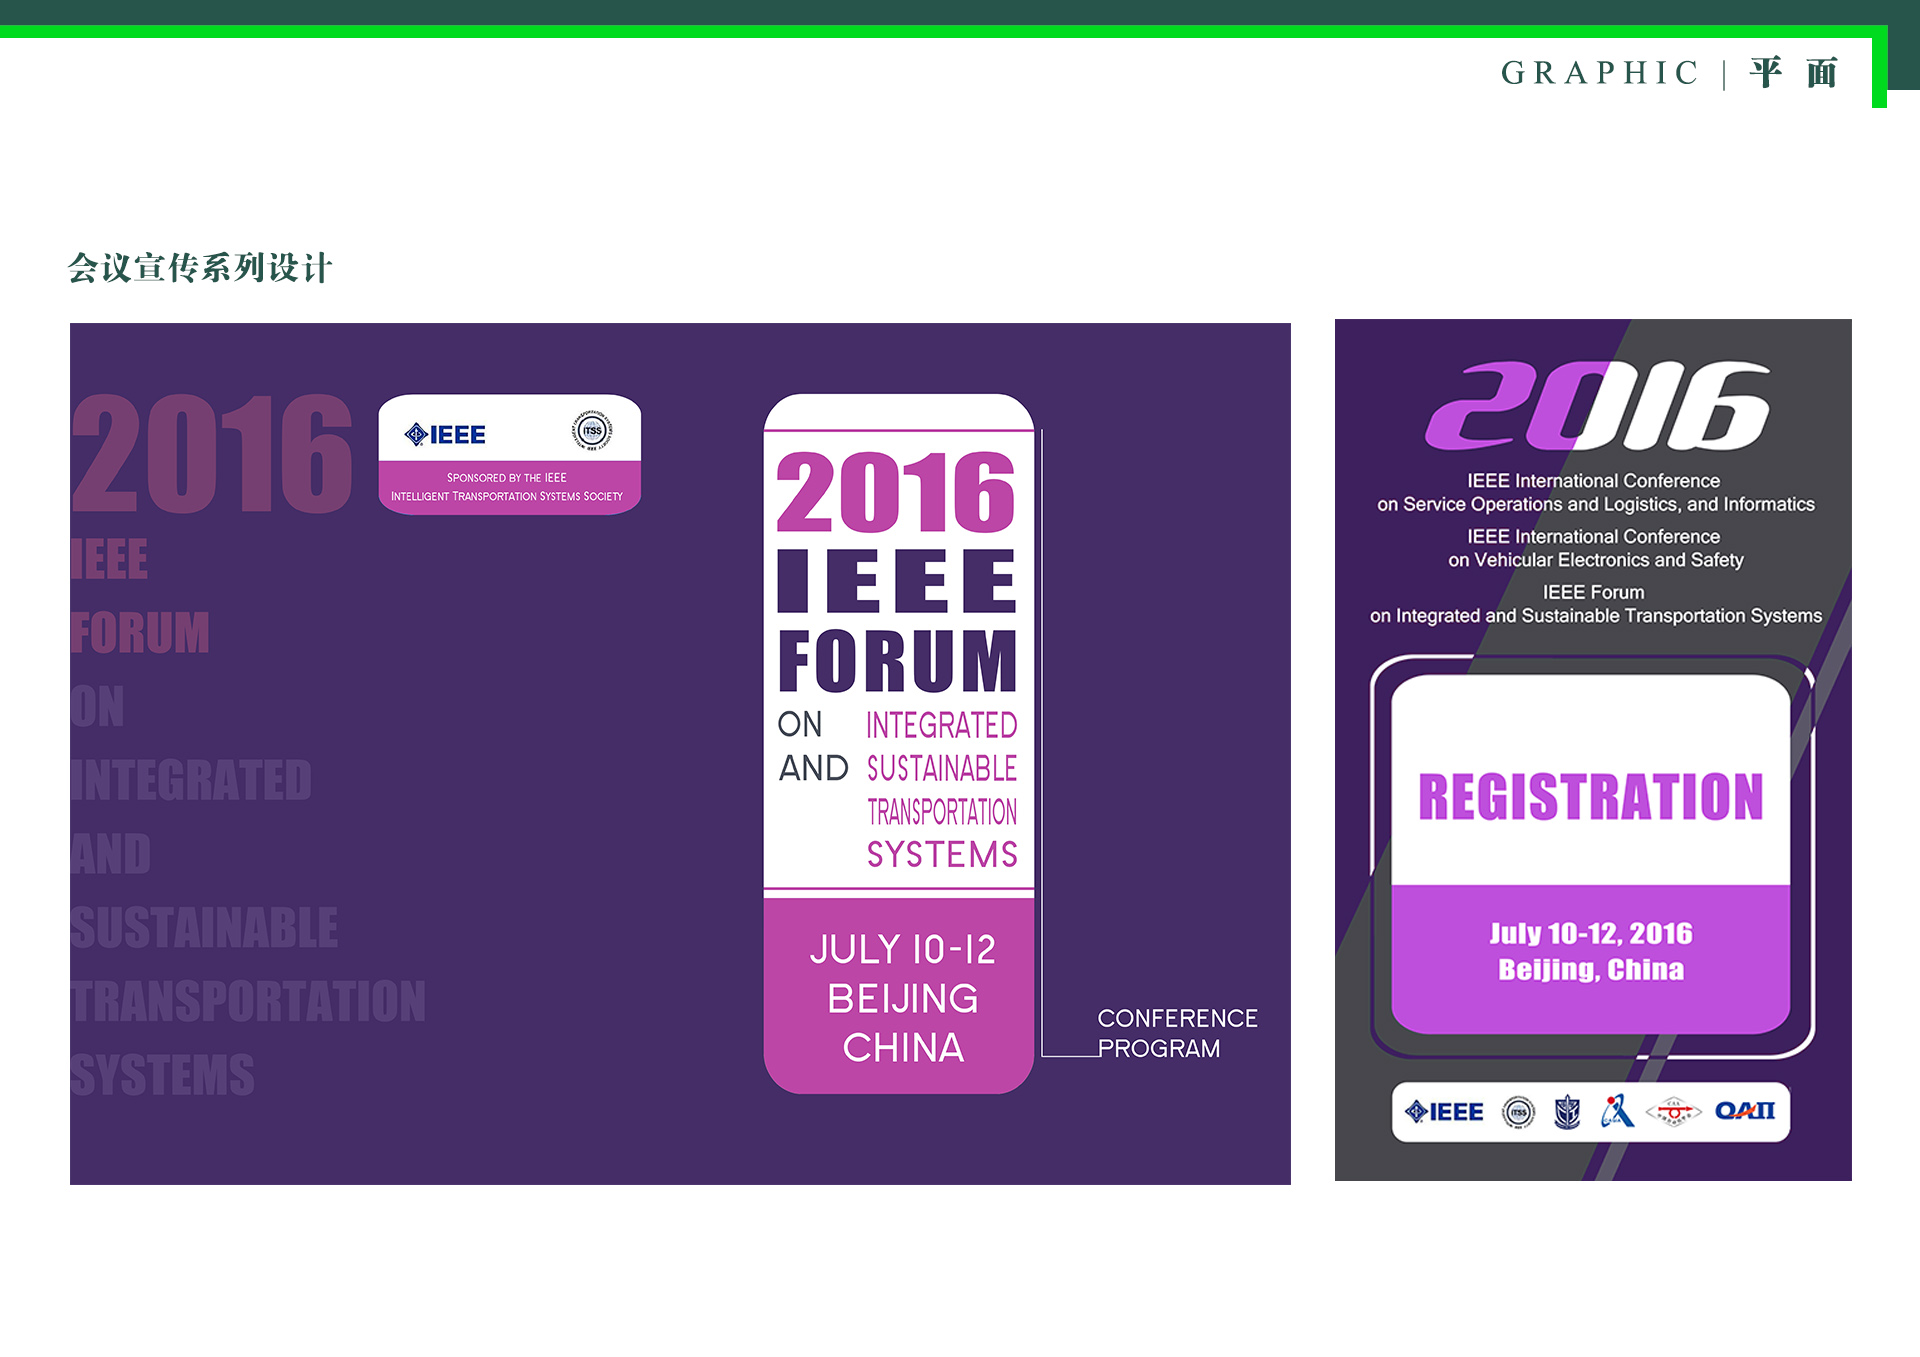 GRAPHIC | 平 面
会议宣传系列设计
2016
IEEE
FORUM
ON
INTEGRATED
AND
SUSTAINABLE
TRANSPORTATION
SYSTEMS
IEEE
ITSS
SPONSORED BY THE IEEE
INTELLIGENT TRANSPORTATION SYSTEMS SOCIETY
2016
IEEE
FORUM
ON INTEGRATED
AND SUSTAINABLE
TRANSPORTATION
SYSTEMS
JULY 10-12
BEIJING
CHINA
CONFERENCE
PROGRAM
2016
IEEE International Conference
on Service Operations and Logistics, and Informatics
IEEE International Conference
on Vehicular Electronics and Safety
IEEE Forum
on Integrated and Sustainable Transportation Systems
REGISTRATION
July 10-12, 2016
Beijing, China
IEEE
ITSS